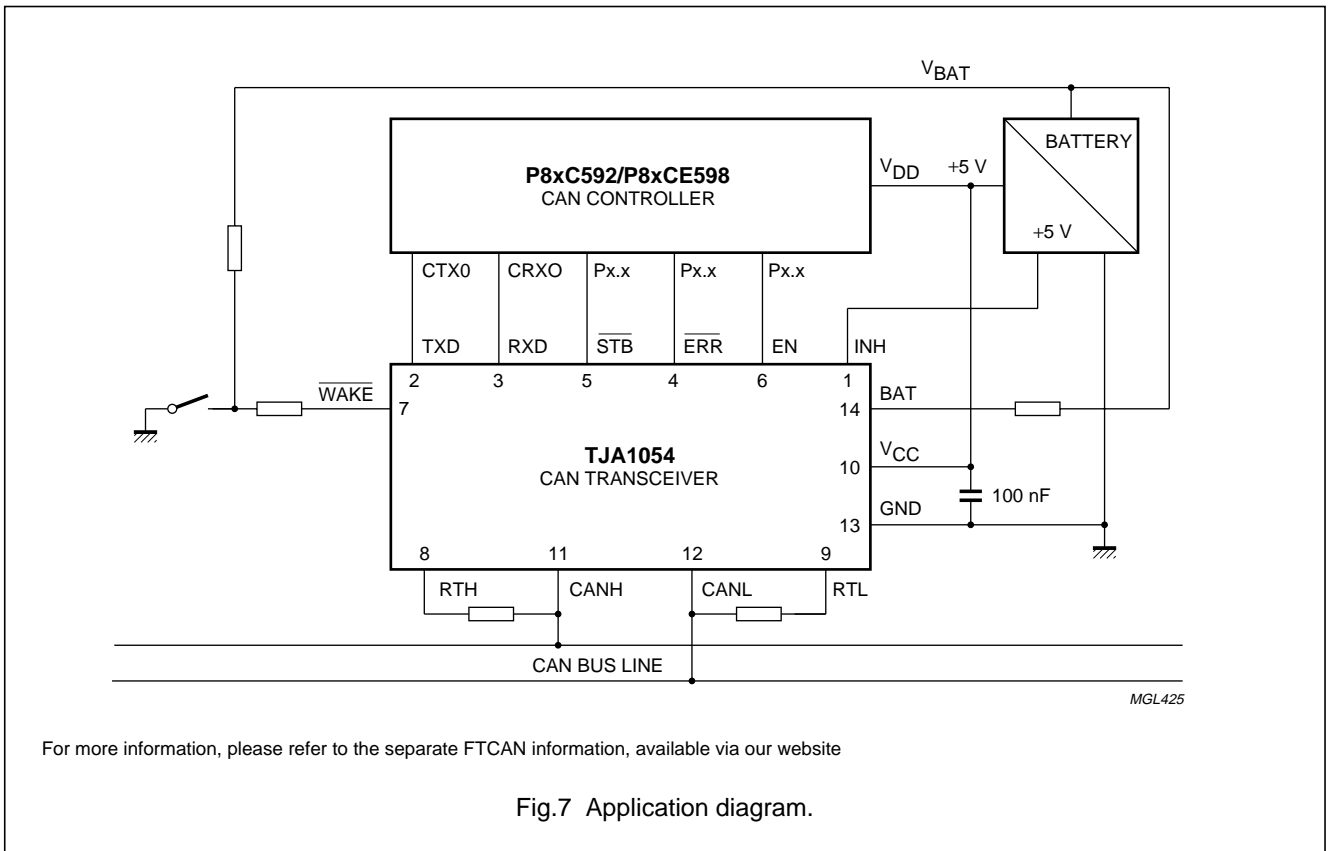 VBAT
BATTERY
P8xC592/P8xCE598
CAN CONTROLLER
VDD +5 V
+5 V
CTX0 CRXO Px.x Px.x Px.x
TXD RXD STB ERR EN INH
2 3 5 4 6 1
WAKE 7
14 BAT
TJA1054
CAN TRANSCEIVER
10 VCC
100 nF
13 GND
8 11 12 9
RTH CANH CANL RTL
CAN BUS LINE
MGL425
For more information, please refer to the separate FTCAN information, available via our website
Fig.7 Application diagram.